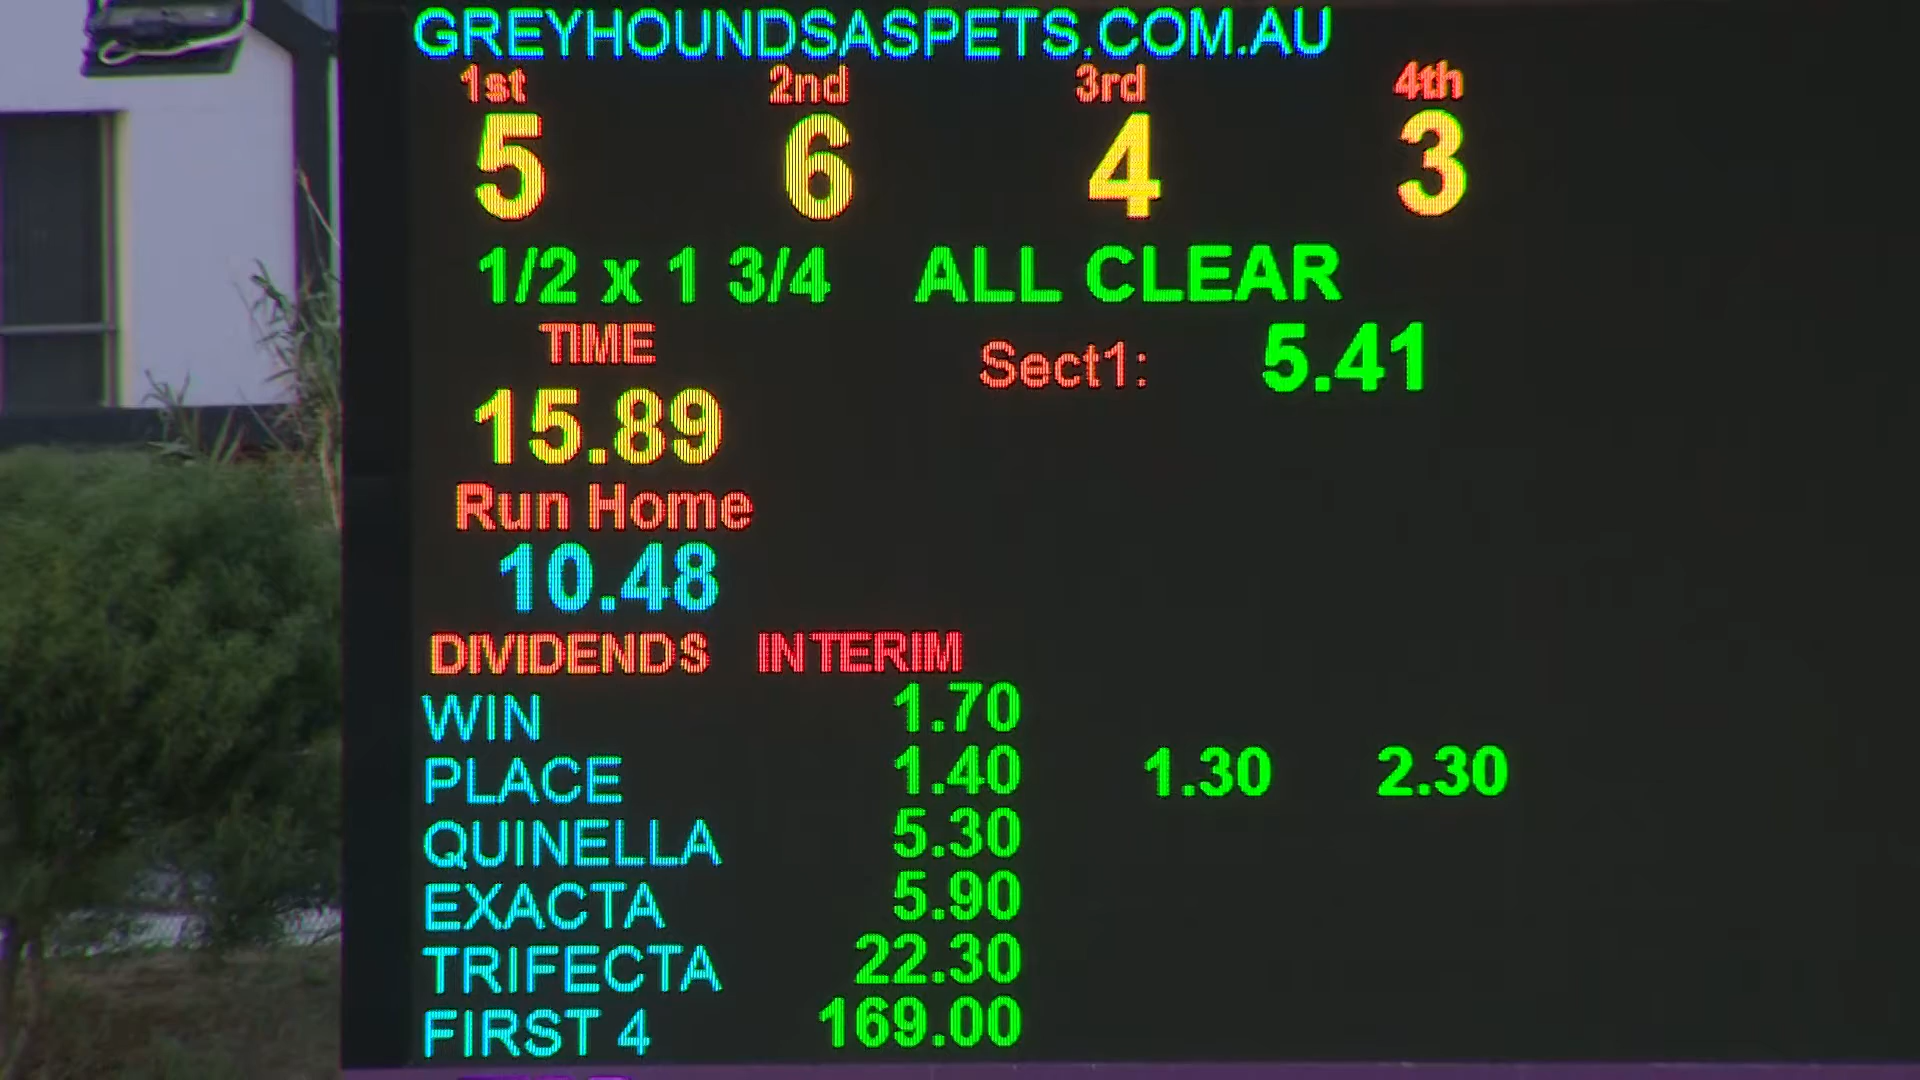 GREYHOUNDSASPETS.COM.AU
1st 2nd 3rd 4th
5 6 4 3
1/2 x 1 3/4 ALL CLEAR
TIME Sect1: 5.41
15.89
Run Home
10.48
DIVIDENDS INTERIM
WIN 1.70
PLACE 1.40 1.30 2.30
QUINELLA 5.30
EXACTA 5.90
TRIFECTA 22.30
FIRST 4 169.00